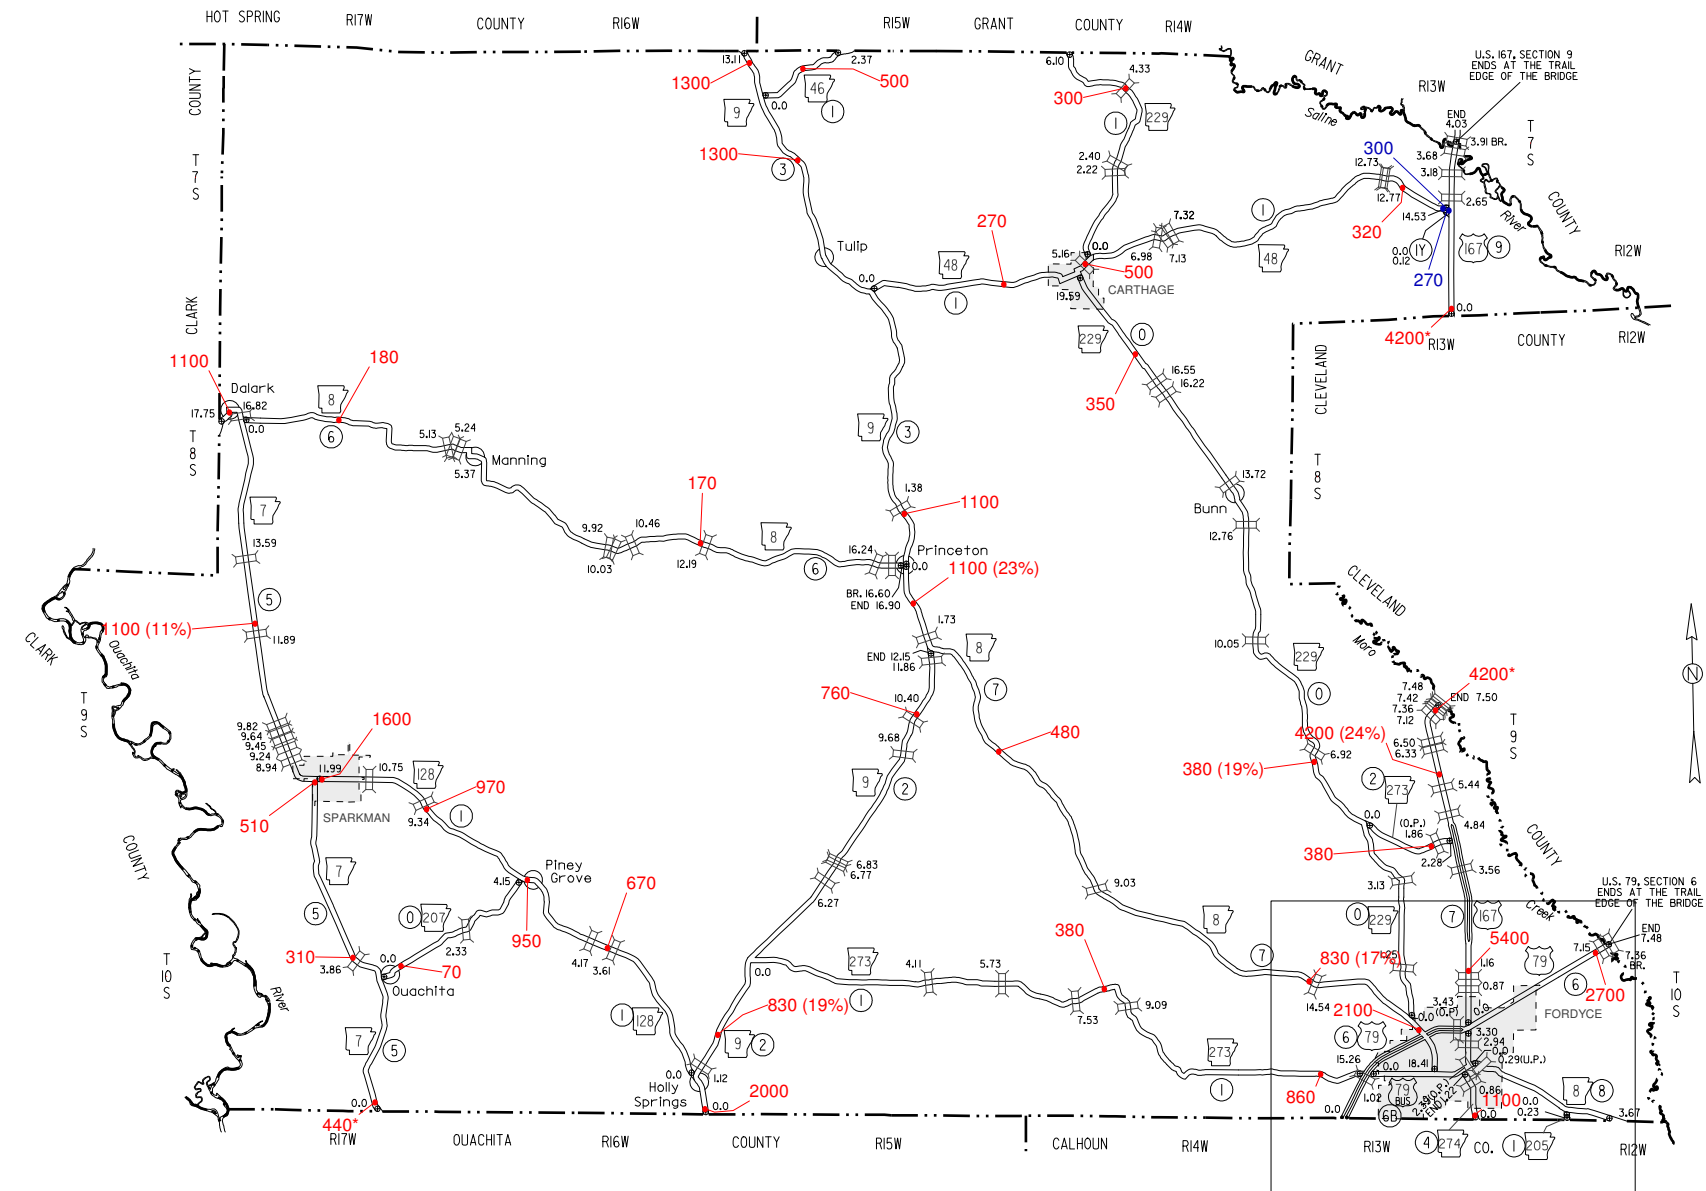 HOT SPRING
R17W
COUNTY
R16W
R15W
GRANT
COUNTY
R14W
U.S. 167, SECTION 9
ENDS AT THE TRAIL
EDGE OF THE BRIDGE
GRANT
COUNTY
Saline
River
R13W
END
4.03
3.91 BR.
T
7
S
COUNTY
T
7
S
13.11
1300
2.37
46
500
1
9
0.0
1300
3
6.10
4.33
300
229
1
2.40
2.22
300
3.68
3.18
2.65
12.73
12.77
14.53
320
1Y
0.0
0.12
270
167
9
R12W
Tulip
0.0
48
1
270
5.16
0.0
500
6.98
7.32
7.13
1
48
CARTHAGE
19.59
229
0
4200*
0.0
R13W
COUNTY
R12W
CLARK
CLEVELAND
1100
Dalark
17.75
16.82
0.0
8
180
6
T
8
S
5.13
5.24
5.37
Manning
9
3
350
16.55
16.22
T
8
S
7
13.59
9.92
10.03
10.46
170
12.19
8
6
16.24
BR. 16.60
END 16.90
1.38
1100
Princeton
0.0
1100 (23%)
13.72
Bunn
12.76
5
1100 (11%)
11.89
1.73
END 12.15
11.86
8
7
10.05
229
0
CLEVELAND
Moro
CLARK
Ouachita
T
9
S
760
10.40
9.68
9
2
480
6.92
380 (19%)
7.48
7.42
7.36
7.12
END 7.50
4200*
4200 (24%)
6.50
6.33
5.44
2
273
T
9
S
N
9.82
9.64
9.45
9.24
8.94
1600
11.99
10.75
128
970
1
9.34
510
SPARKMAN
0.0
(O.P.)
1.86
380
2.28
4.84
3.56
COUNTY
7
5
Piney
Grove
4.15
0
207
2.33
950
6.83
6.77
6.27
670
3.13
9.03
8
7
0
229
7
167
COUNTY
Creek
U.S. 79, SECTION 6
ENDS AT THE TRAIL
EDGE OF THE BRIDGE
END
7.48
7.15
7.36
BR.
T
10
S
River
310
3.86
0.0
70
Ouachita
4.17
3.61
0.0
273
1
4.11
5.73
380
7.53
9.09
830 (17%)
1.25
14.54
5400
1.16
0.87
79
6
2700
FORDYCE
T
10
S
7
5
1
128
830 (19%)
9
2
2100
0.0
3.43
(O.P)
0.0
6
79
3.30
2.94
0.0
0.29(U.P.)
273
1
15.26
18.41
0.0
0.0
Holly
Springs
1.12
2000
0.0
440*
0.0
860
1.02
79
BUS
6B
2.39(O.P.)
END1.22
0.86
1100
0.0
0.0
8
8
0.0
0.23
3.67
R17W
OUACHITA
R16W
COUNTY
R15W
CALHOUN
R14W
R13W
4
274
CO.
1
205
R12W